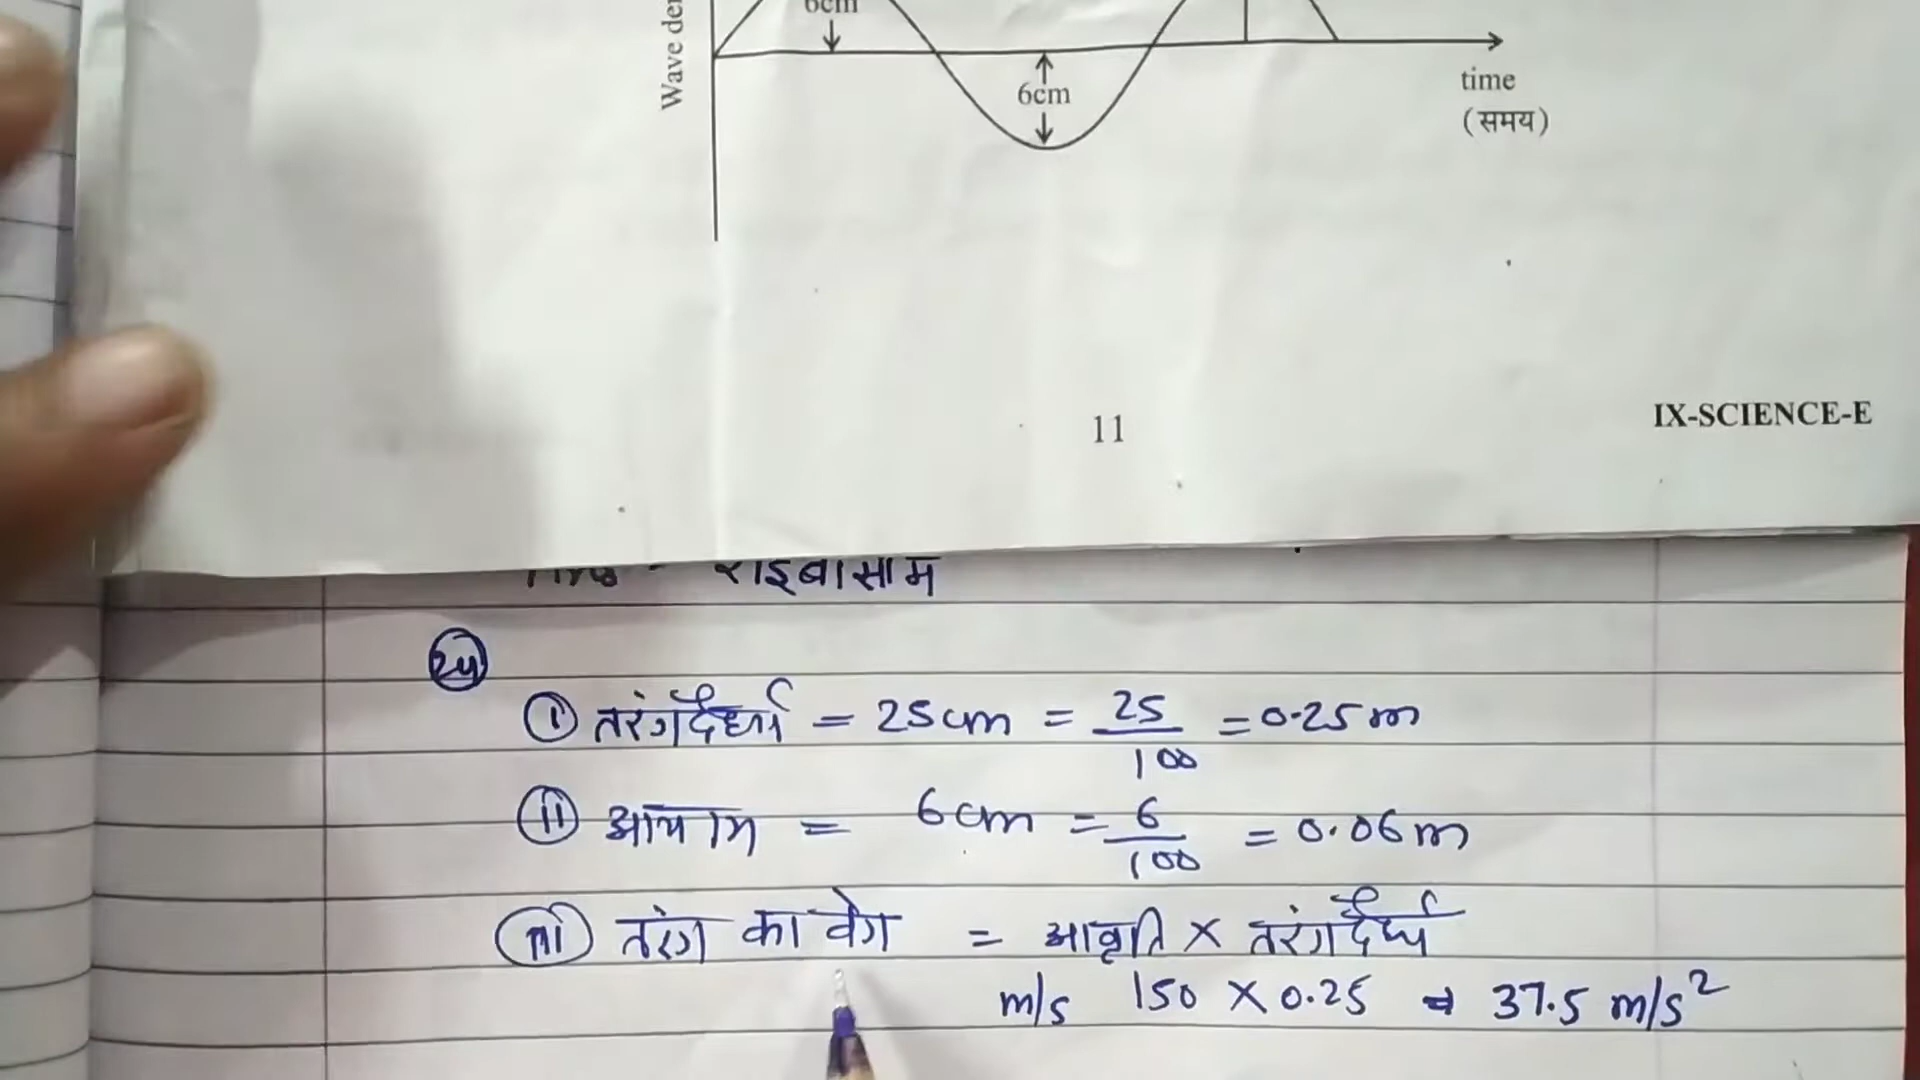 6cm
Wave
6cm
time
(समय)
11
IX-SCIENCE-E
राइबोसोम
24
(i) तरंगदैर्ध्य = 25cm = 25/100 = 0.25m
(ii) आयाम = 6cm = 6/100 = 0.06m
(iii) तरंग का वेग = आवृति × तरंगदैर्ध्य
m/s 150 × 0.25 = 37.5 m/s²